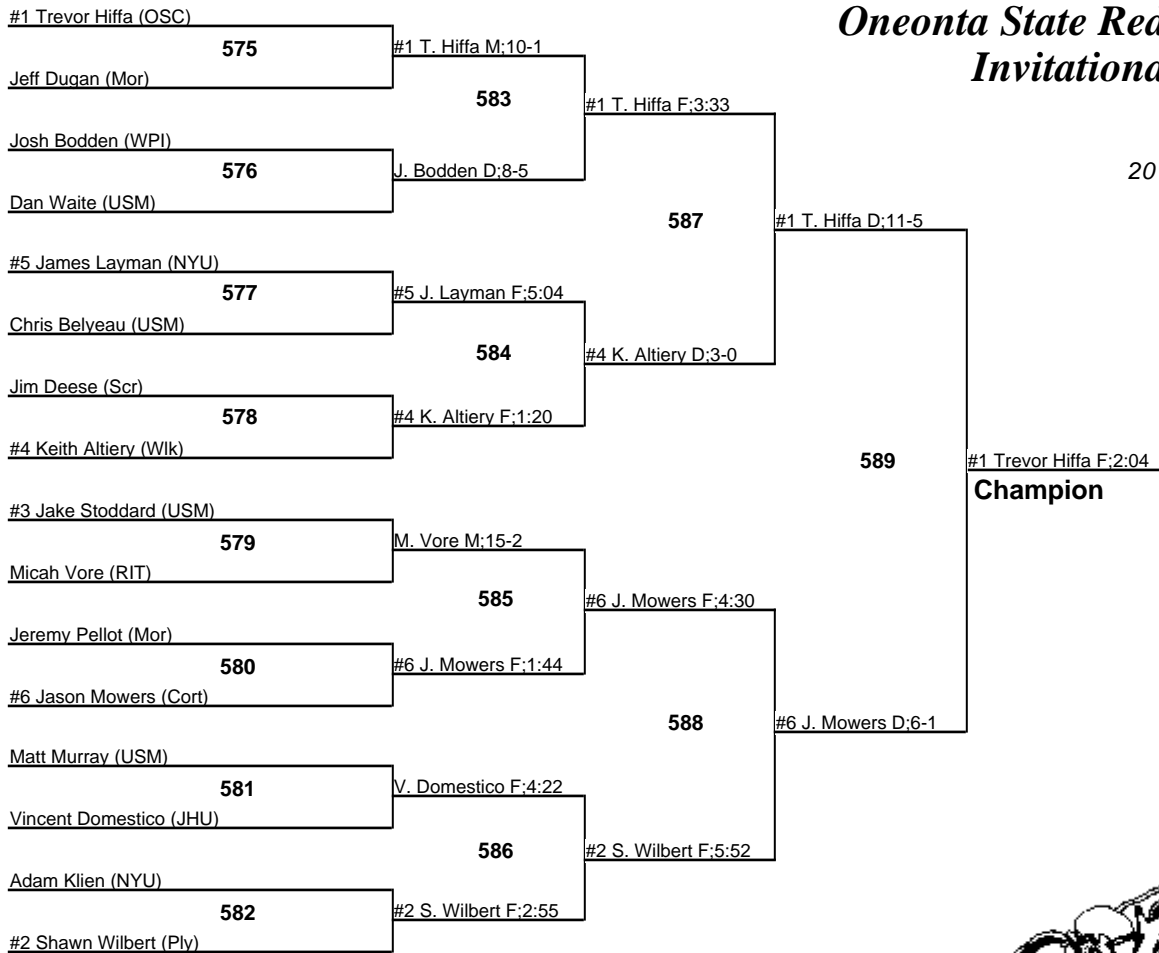 Oneonta State Red
Invitationa
20
#1 Trevor Hiffa (OSC)
575
Jeff Dugan (Mor)
#1 T. Hiffa M;10-1
583
Josh Bodden (WPI)
576
Dan Waite (USM)
J. Bodden D;8-5
#1 T. Hiffa F;3:33
587
#5 James Layman (NYU)
577
Chris Belyeau (USM)
#5 J. Layman F;5:04
584
Jim Deese (Scr)
578
#4 Keith Altiery (Wlk)
#4 K. Altiery F;1:20
#4 K. Altiery D;3-0
#1 T. Hiffa D;11-5
589
#1 Trevor Hiffa F;2:04
Champion
#3 Jake Stoddard (USM)
579
Micah Vore (RIT)
M. Vore M;15-2
585
Jeremy Pellot (Mor)
580
#6 Jason Mowers (Cort)
#6 J. Mowers F;1:44
#6 J. Mowers F;4:30
588
#6 J. Mowers D;6-1
Matt Murray (USM)
581
Vincent Domestico (JHU)
V. Domestico F;4:22
586
Adam Klien (NYU)
582
#2 Shawn Wilbert (Ply)
#2 S. Wilbert F;2:55
#2 S. Wilbert F;5:52